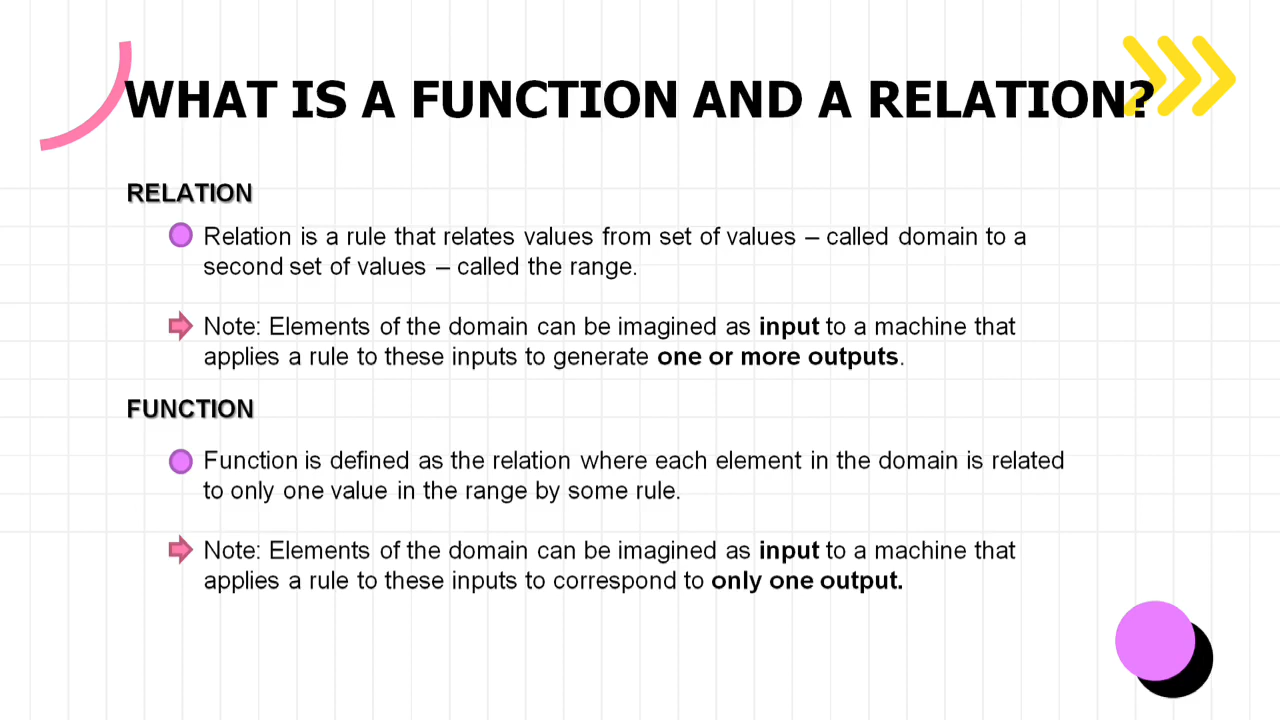 WHAT IS A FUNCTION AND A RELATION?
RELATION
Relation is a rule that relates values from set of values – called domain to a
second set of values – called the range.
Note: Elements of the domain can be imagined as input to a machine that
applies a rule to these inputs to generate one or more outputs.
FUNCTION
Function is defined as the relation where each element in the domain is related
to only one value in the range by some rule.
Note: Elements of the domain can be imagined as input to a machine that
applies a rule to these inputs to correspond to only one output.